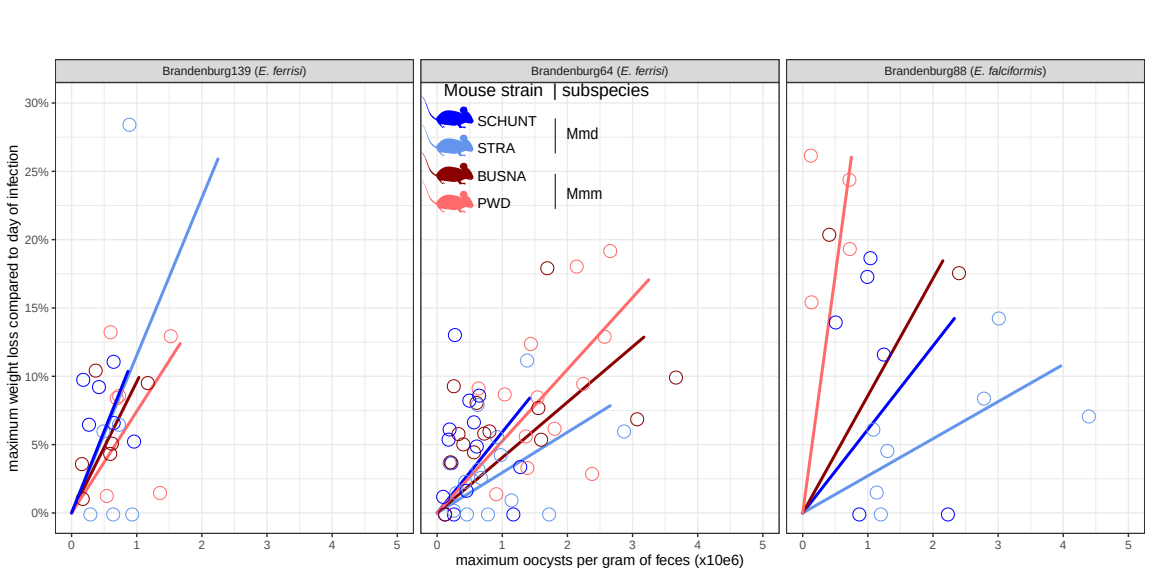 Brandenburg139 (E. ferrisi)
Brandenburg64 (E. ferrisi)
Brandenburg88 (E. falciformis)
Mouse strain | subspecies
SCHUNT
STRA
Mmd
BUSNA
PWD
Mmm
maximum weight loss compared to day of infection
30%
25%
20%
15%
10%
5%
0%
0 1 2 3 4 5
0 1 2 3 4 5
0 1 2 3 4 5
maximum oocysts per gram of feces (x10e6)